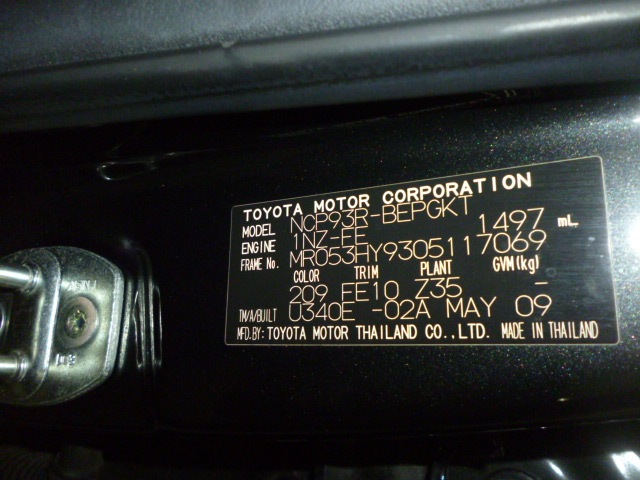 TOYOTA MOTOR CORPORATION
MODEL NCP93R-BEPGKT
ENGINE 1NZ-FE 1497 mL
FRAME No. MR053HY9305117069
COLOR TRIM PLANT GVM(kg)
209 FE10 Z35 -
TM/A/BUILT U340E -02A MAY 09
MFD.BY: TOYOTA MOTOR THAILAND CO.,LTD. MADE IN THAILAND